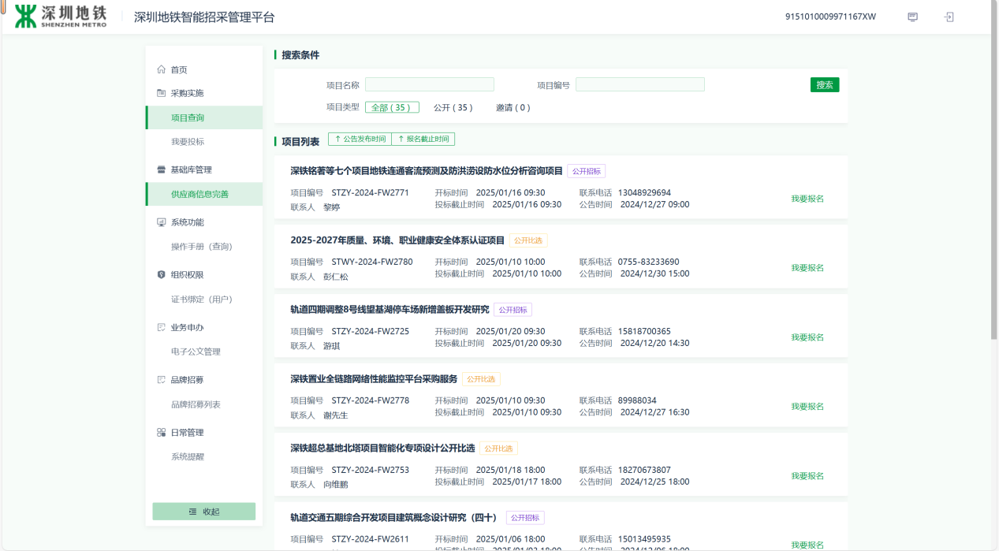 深圳地铁
SHENZHEN METRO
深圳地铁智能招采管理平台
9151010009971167XW
首页
采购实施
项目查询
我要投标
基础库管理
供应商信息完善
系统功能
操作手册（查询）
组织权限
证书绑定（用户）
业务申办
电子公文管理
品牌招募
品牌招募列表
日常管理
系统提醒
收起
搜索条件
项目名称 项目编号 搜索
项目类型 全部 ( 35 ) 公开 ( 35 ) 邀请 ( 0 )
项目列表 ↑ 公告发布时间 ↑ 报名截止时间
深铁铭著等七个项目地铁连通客流预测及防洪涝设防水位分析咨询项目 公开招标
项目编号 STZY-2024-FW2771 开标时间 2025/01/16 09:30 联系电话 13048929694
联系人 黎婷 投标截止时间 2025/01/16 09:30 公告时间 2024/12/27 09:00
我要报名
2025-2027年质量、环境、职业健康安全体系认证项目 公开比选
项目编号 STWY-2024-FW2780 开标时间 2025/01/10 10:00 联系电话 0755-83233690
联系人 彭仁松 投标截止时间 2025/01/10 10:00 公告时间 2024/12/30 15:00
我要报名
轨道四期调整8号线望基湖停车场新增盖板开发研究 公开招标
项目编号 STZY-2024-FW2725 开标时间 2025/01/20 09:30 联系电话 15818700365
联系人 游琪 投标截止时间 2025/01/20 09:30 公告时间 2024/12/20 14:30
我要报名
深铁置业全链路网络性能监控平台采购服务 公开比选
项目编号 STZY-2024-FW2778 开标时间 2025/01/10 09:30 联系电话 89988034
联系人 谢先生 投标截止时间 2025/01/10 09:30 公告时间 2024/12/27 16:30
我要报名
深铁超总基地北塔项目智能化专项设计公开比选 公开比选
项目编号 STZY-2024-FW2753 开标时间 2025/01/18 18:00 联系电话 18270673807
联系人 向维鹏 投标截止时间 2025/01/17 18:00 公告时间 2024/12/25 18:00
我要报名
轨道交通五期综合开发项目建筑概念设计研究（四十） 公开招标
项目编号 STZY-2024-FW2611 开标时间 2025/01/06 18:00 联系电话 15013495935
投标截止时间 2025/01/03 18:00 公告时间 2024/12/06 18:00
我要报名